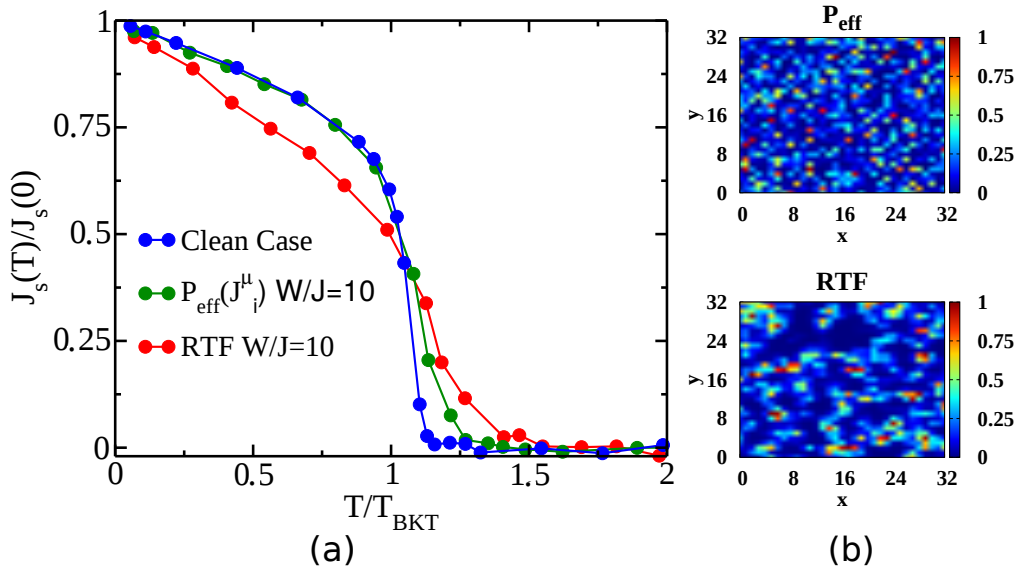 J_s(T)/J_s(0)
1
0.75
0.5
0.25
0
Clean Case
P_eff(J^μ_i) W/J=10
RTF W/J=10
0 0.5 1 1.5 2
T/T_BKT
(a)
P_eff
32
24
16
8
0
y
0 8 16 24 32
x
1
0.75
0.5
0.25
0
RTF
32
24
16
8
0
y
0 8 16 24 32
x
1
0.75
0.5
0.25
0
(b)